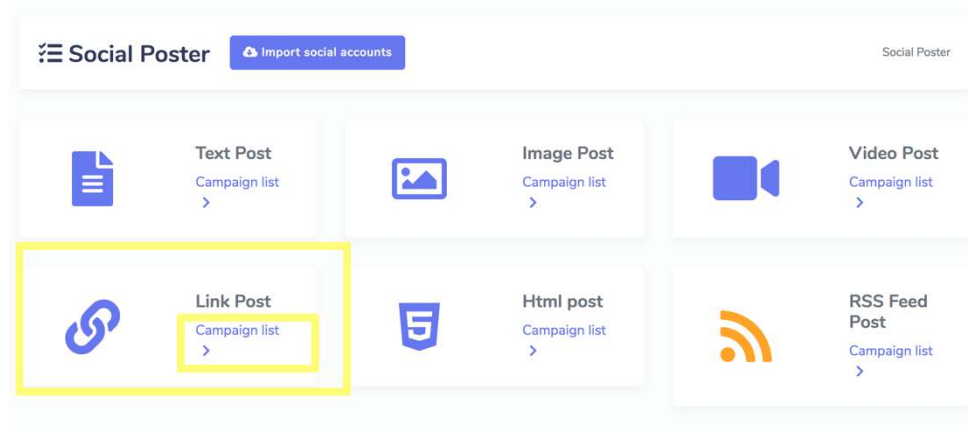 Social Poster
Import social accounts
Social Poster
Text Post
Campaign list
Image Post
Campaign list
Video Post
Campaign list
Link Post
Campaign list
Html post
Campaign list
RSS Feed
Post
Campaign list